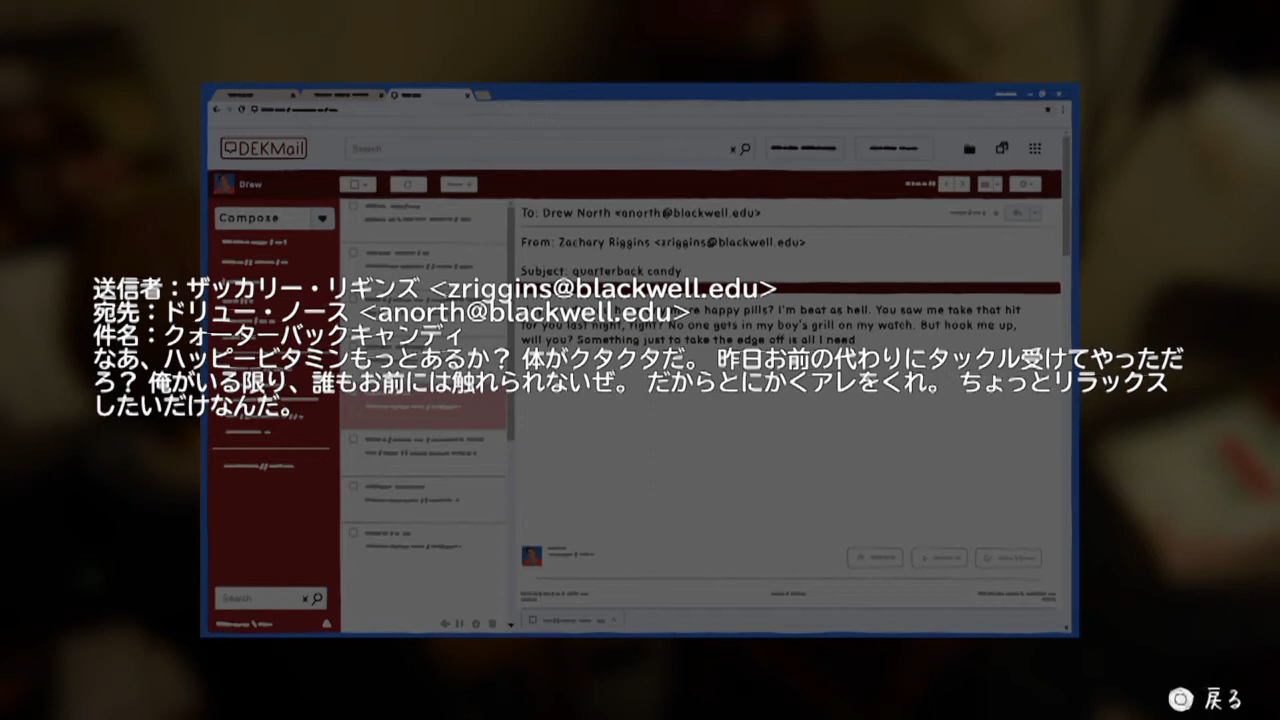 DEKMail
Search
Drew
Compose
To: Drew North <anorth@blackwell.edu>
From: Zachary Riggins <zriggins@blackwell.edu>
Subject: quarterback candy
re happy pills? I'm beat as hell. You saw me take that hit
for you last night, right? No one gets in my boy's grill on my watch. But hook me up,
will you? Something just to take the edge off is all I need
送信者：ザッカリー・リギンズ <zriggins@blackwell.edu>
宛先：ドリュー・ノース <anorth@blackwell.edu>
件名：クォーターバックキャンディ
なあ、ハッピービタミンもっとあるか？ 体がクタクタだ。 昨日お前の代わりにタックル受けてやっただ
ろ？ 俺がいる限り、誰もお前には触れられないぜ。 だからとにかくアレをくれ。 ちょっとリラックス
したいだけなんだ。
Search
戻る